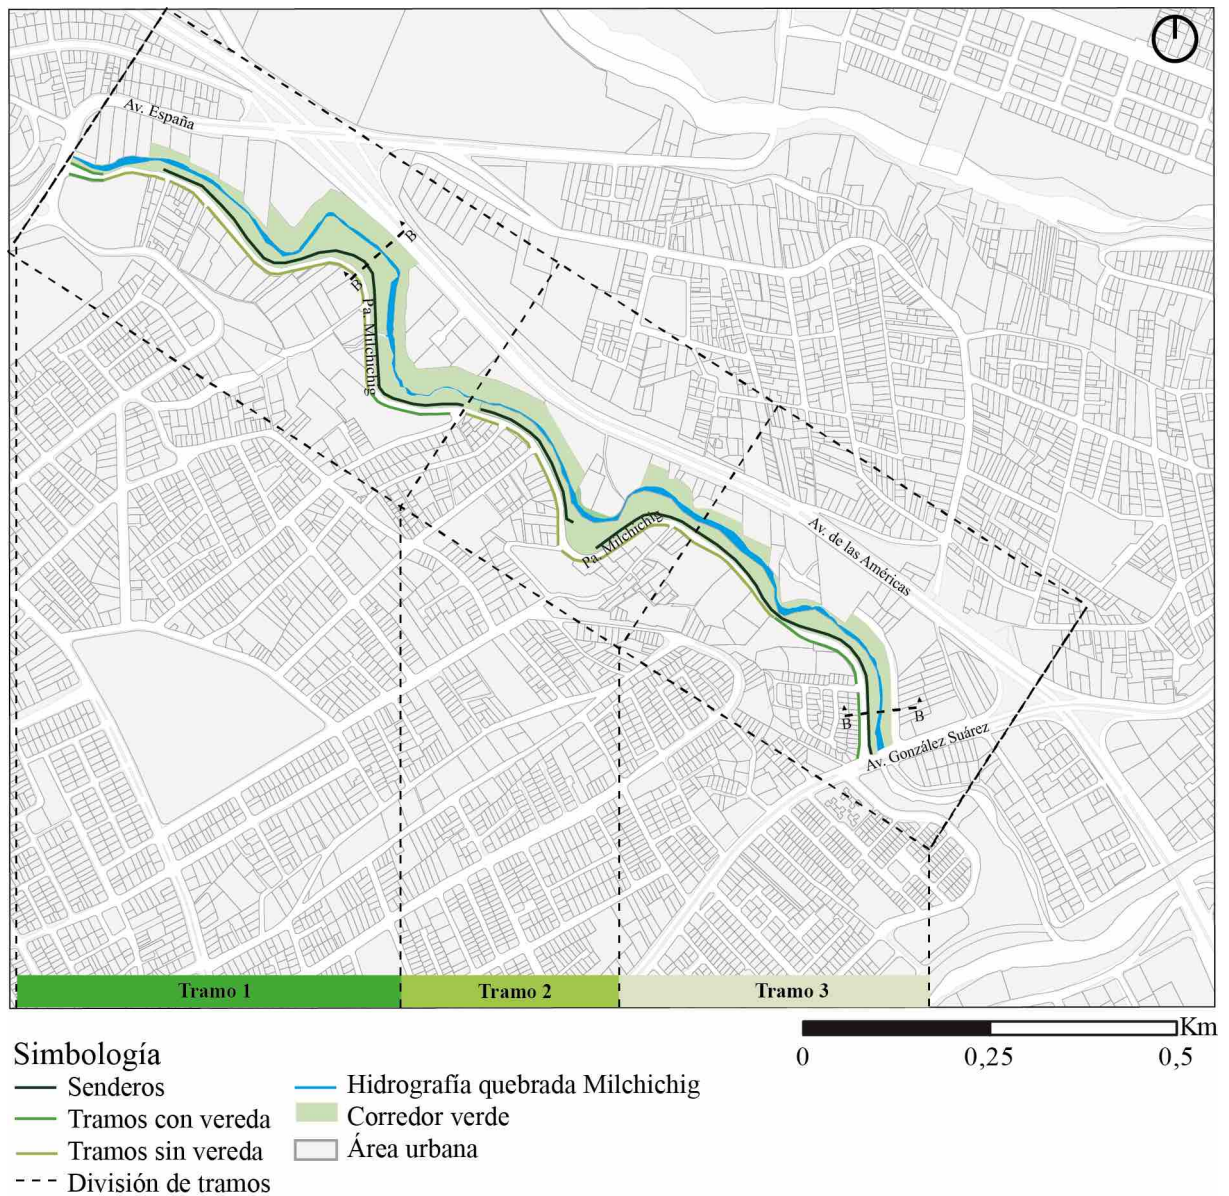 Av. España
B
B
Pa. Milchichig
Pa. Milchichig
Av. de las Américas
B
B
Av. González Suárez
Tramo 1
Tramo 2
Tramo 3
Km
0
0,25
0,5
Simbología
Senderos
Tramos con vereda
Tramos sin vereda
División de tramos
Hidrografía quebrada Milchichig
Corredor verde
Área urbana